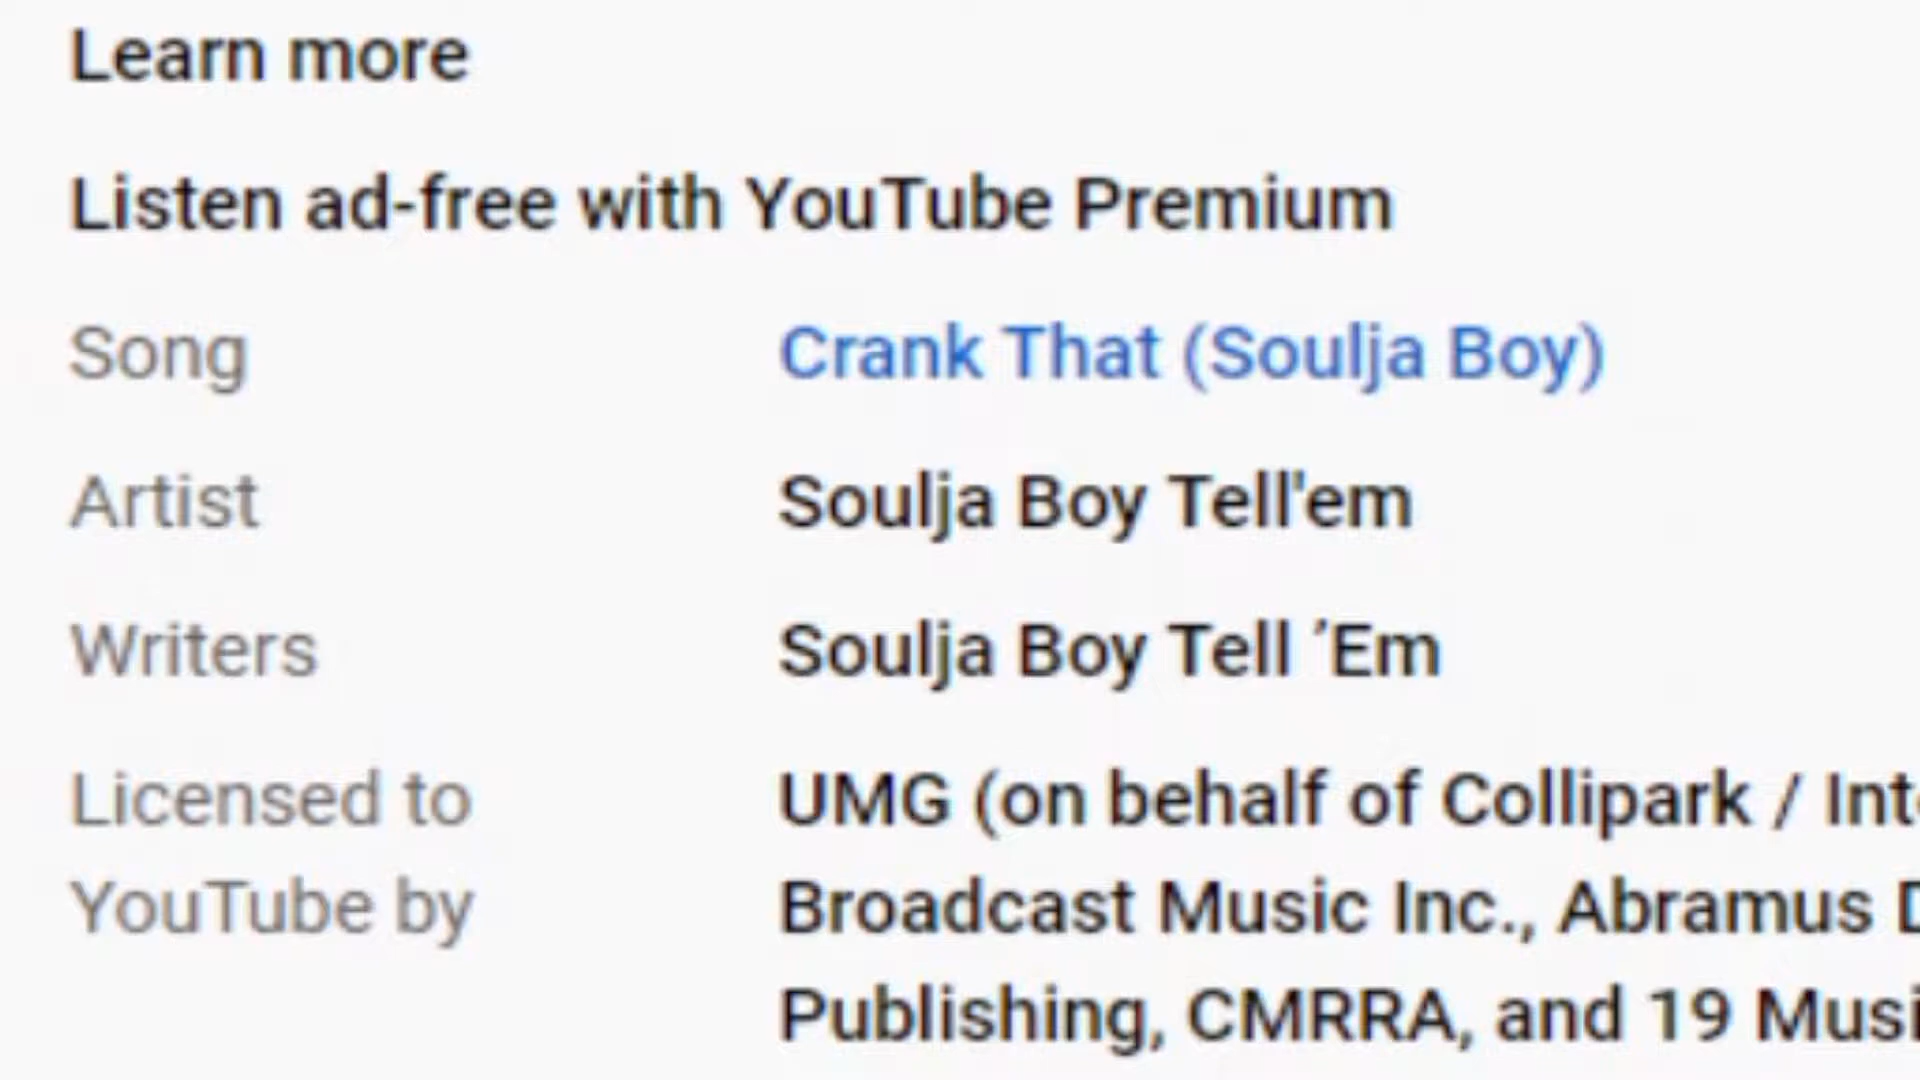 Learn more
Listen ad-free with YouTube Premium
Song Crank That (Soulja Boy)
Artist Soulja Boy Tell'em
Writers Soulja Boy Tell ’Em
Licensed to UMG (on behalf of Collipark /
YouTube by Broadcast Music Inc., Abramus
Publishing, CMRRA, and 19